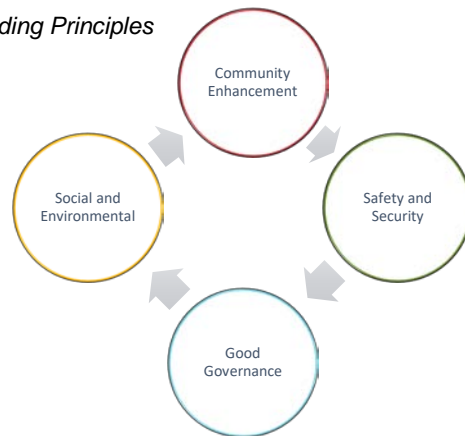 ding Principles
Community
Enhancement
Social and
Environmental
Safety and
Security
Good
Governance